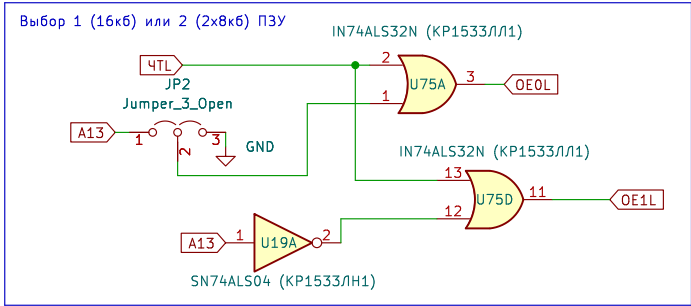 Выбор 1 (16кб) или 2 (2х8кб) ПЗУ
IN74ALS32N (КР1533ЛЛ1)
ЧТL
2
U75A
3
OE0L
JP2
1
Jumper_3_Open
A13
1
2
3
GND
IN74ALS32N (КР1533ЛЛ1)
13
U75D
11
OE1L
12
A13
1
U19A
2
SN74ALS04 (КР1533ЛН1)